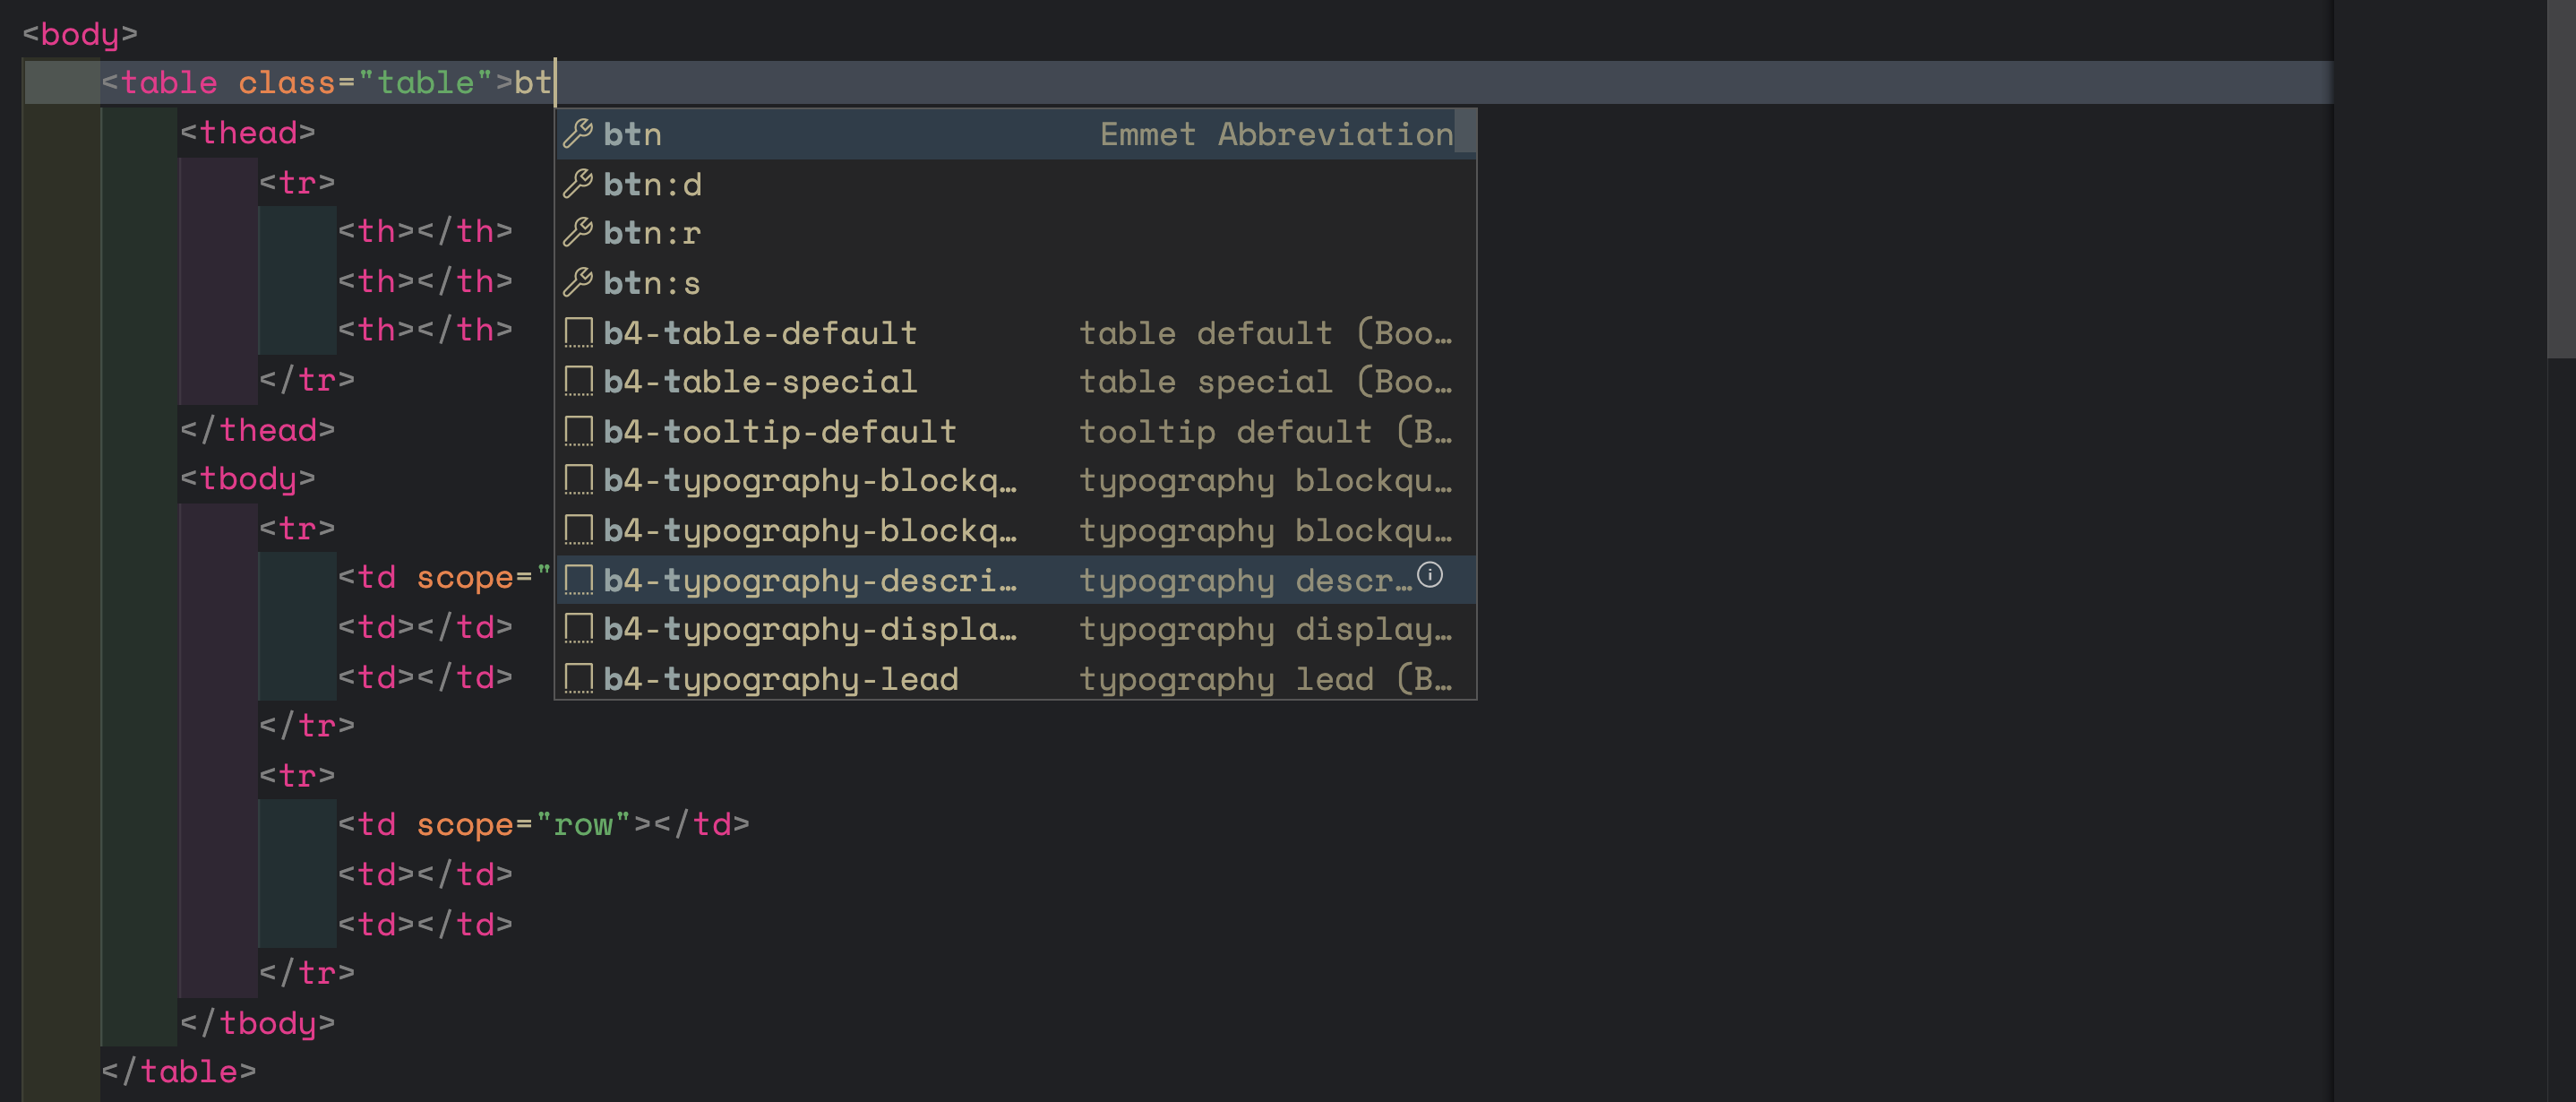 <body>
<table class="table">bt
<thead>
<tr>
<th></th>
<th></th>
<th></th>
</tr>
</thead>
<tbody>
<tr>
<td scope="
<td></td>
<td></td>
</tr>
<tr>
<td scope="row"></td>
<td></td>
<td></td>
</tr>
</tbody>
</table>
btn Emmet Abbreviation
btn:d
btn:r
btn:s
b4-table-default table default (Boo…
b4-table-special table special (Boo…
b4-tooltip-default tooltip default (B…
b4-typography-blockq… typography blockqu…
b4-typography-blockq… typography blockqu…
b4-typography-descri… typography descr…
b4-typography-displa… typography display…
b4-typography-lead typography lead (B…